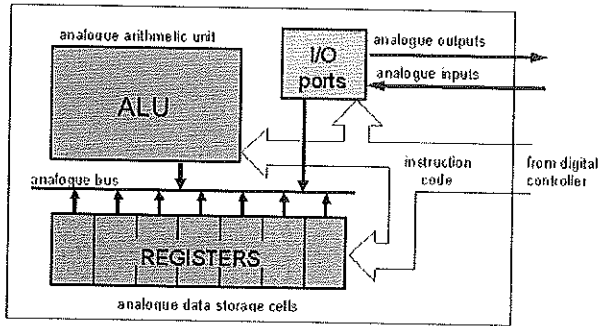 analogue arithmetic unit
ALU
I/O
ports
analogue outputs
analogue inputs
instruction
code
from digital
controller
analogue bus
REGISTERS
analogue data storage cells